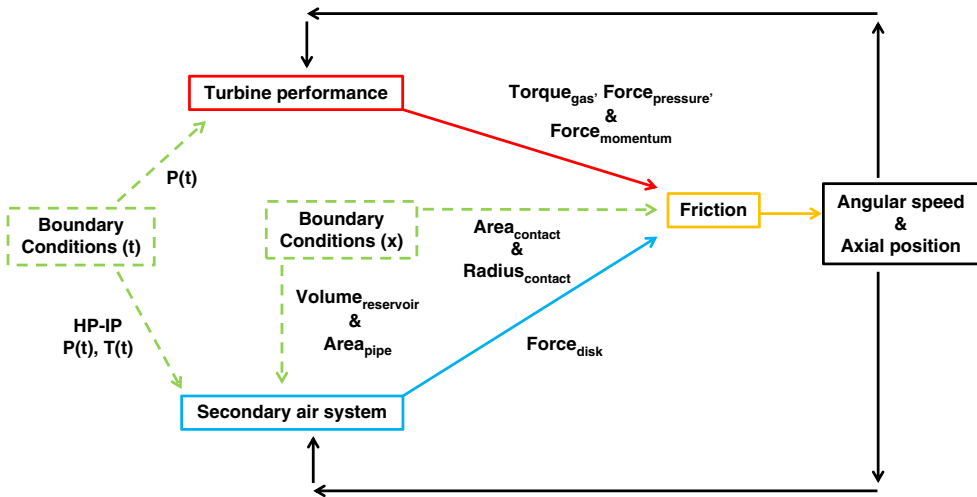 Turbine performance
Torque_gas, Force_pressure,
&
Force_momentum
P(t)
Boundary
Conditions (t)
Boundary
Conditions (x)
Friction
Angular speed
&
Axial position
Area_contact
&
Radius_contact
HP-IP
P(t), T(t)
Volume_reservoir
&
Area_pipe
Force_disk
Secondary air system